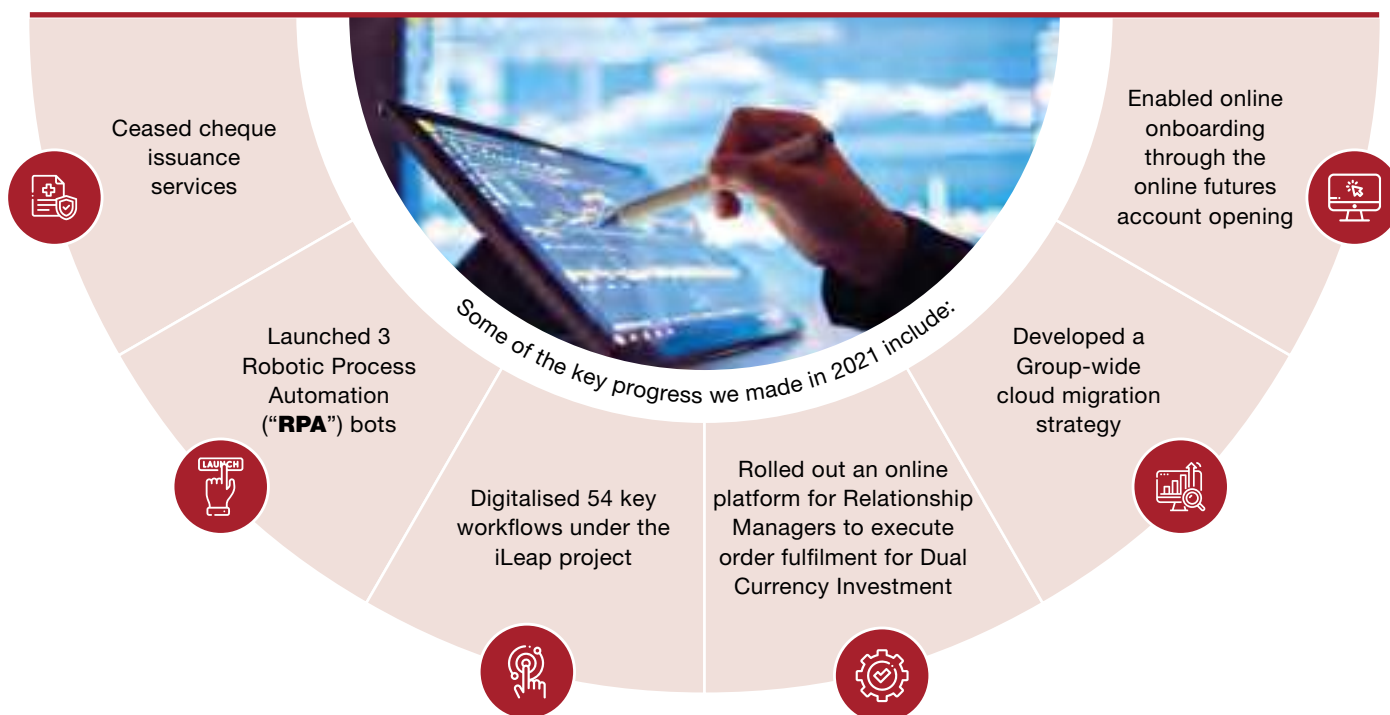 Ceased cheque
issuance
services
Launched 3
Robotic Process
Automation
(“RPA”) bots
LAUNCH
Digitalised 54 key
workflows under the
iLeap project
Rolled out an online
platform for Relationship
Managers to execute
order fulfilment for Dual
Currency Investment
Developed a
Group-wide
cloud migration
strategy
Enabled online
onboarding
through the
online futures
account opening
Some of the key progress we made in 2021 include: